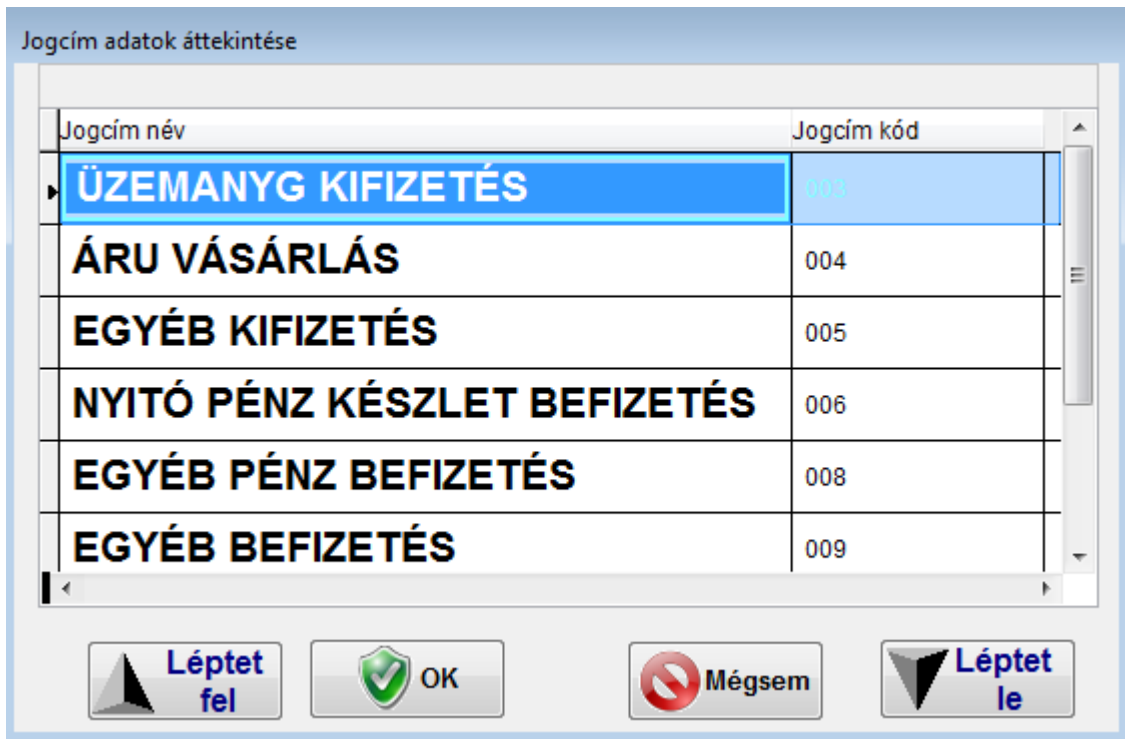 Jogcím adatok áttekintése
Jogcím név Jogcím kód
ÜZEMANYG KIFIZETÉS 003
ÁRU VÁSÁRLÁS 004
EGYÉB KIFIZETÉS 005
NYITÓ PÉNZ KÉSZLET BEFIZETÉS 006
EGYÉB PÉNZ BEFIZETÉS 008
EGYÉB BEFIZETÉS 009
Léptet fel
OK
Mégsem
Léptet le